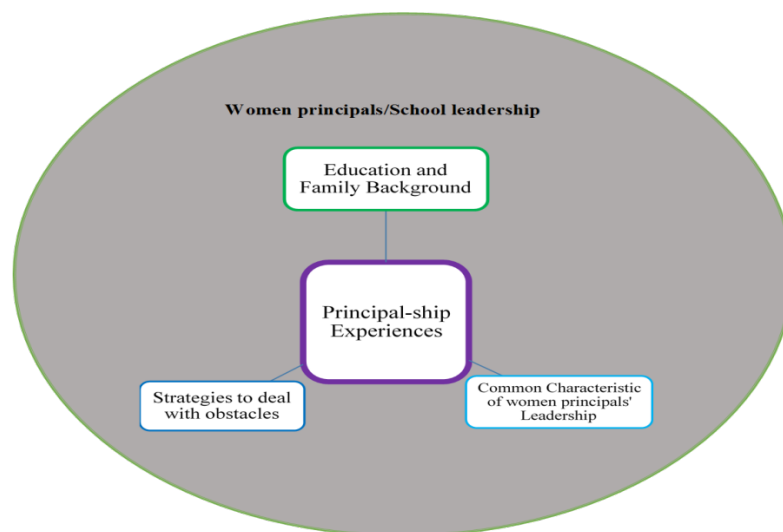 Women principals/School leadership
Education and
Family Background
Principal-ship
Experiences
Strategies to deal
with obstacles
Common Characteristic
of women principals'
Leadership